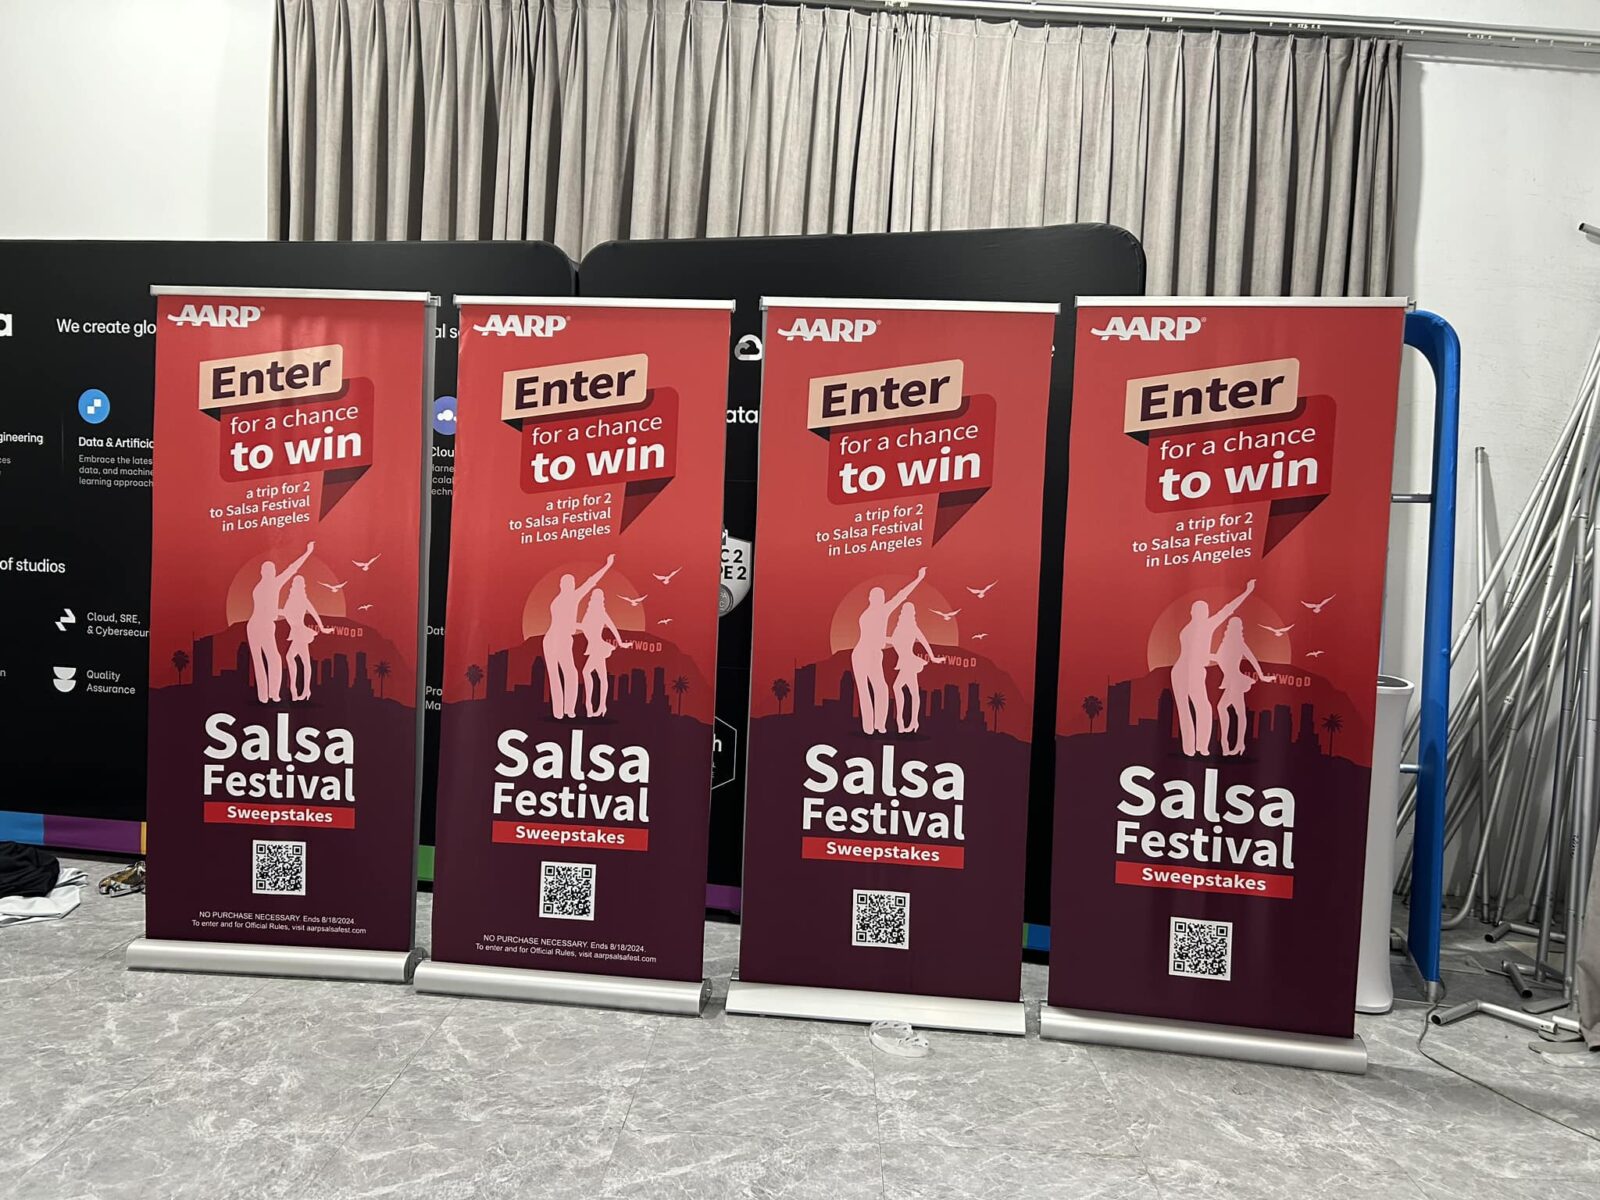 AARP®
Enter
for a chance
to win
a trip for 2
to Salsa Festival
in Los Angeles
HOLLYWOOD
Salsa
Festival
Sweepstakes
NO PURCHASE NECESSARY. Ends 8/18/2024.
To enter and for Official Rules, visit aarpsalsafest.com
AARP®
Enter
for a chance
to win
a trip for 2
to Salsa Festival
in Los Angeles
HOLLYWOOD
Salsa
Festival
Sweepstakes
NO PURCHASE NECESSARY. Ends 8/18/2024.
To enter and for Official Rules, visit aarpsalsafest.com
AARP®
Enter
for a chance
to win
a trip for 2
to Salsa Festival
in Los Angeles
HOLLYWOOD
Salsa
Festival
Sweepstakes
AARP®
Enter
for a chance
to win
a trip for 2
to Salsa Festival
in Los Angeles
HOLLYWOOD
Salsa
Festival
Sweepstakes
We create
Data &
Embrace the
data, and
learning
of studios
Cloud, SRE,
&
Quality
Assurance